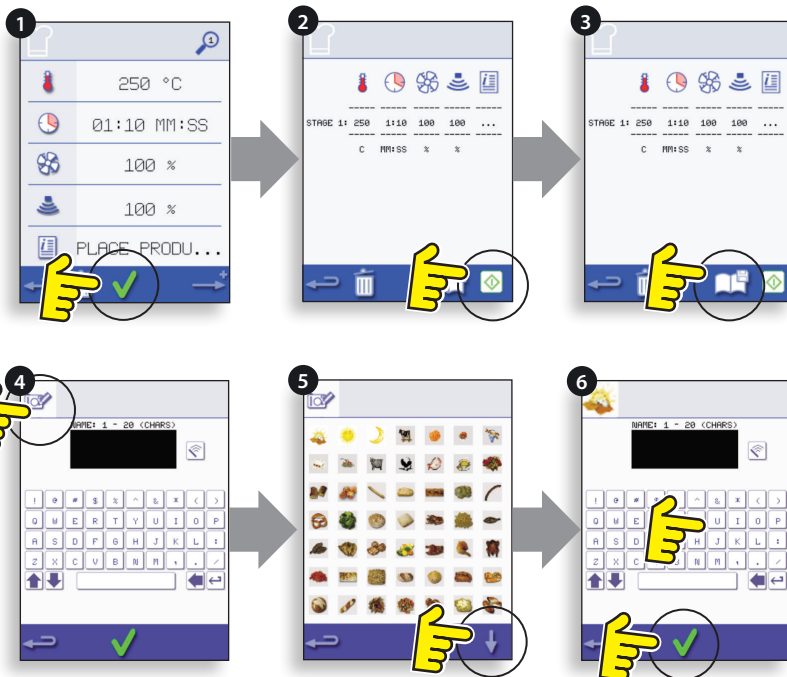 1
1
250 °C
01:10 MM:SS
100 %
100 %
PLACE PRODU...
2
STAGE 1: 250 1:10 100 100 ...
C MM:SS % %
3
STAGE 1: 250 1:10 100 100 ...
C MM:SS % %
4
NAME: 1 - 20 (CHARS)
! @ # $ % ^ & * ( )
Q W E R T Y U I O P
A S D F G H J K L :
Z X C V B N M , . /
5
6
NAME: 1 - 20 (CHARS)
! @ # $ ^ & * ( )
Q W E U I O P
A S D H J K L :
Z X C B N M , . /